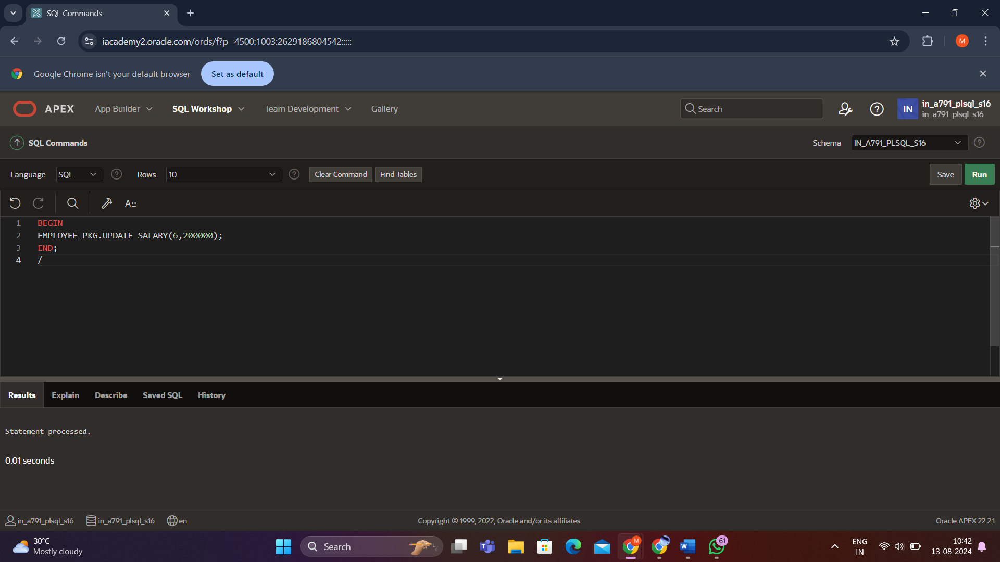 SQL Commands
iacademy2.oracle.com/ords/f?p=4500:1003:2629186804542:::::
M
Google Chrome isn't your default browser
Set as default
APEX
App Builder
SQL Workshop
Team Development
Gallery
Search
IN
in_a791_plsql_s16
in_a791_plsql_s16
SQL Commands
Schema
IN_A791_PLSQL_S16
Language
SQL
Rows
10
Clear Command
Find Tables
Save
Run
A::
1 BEGIN
2 EMPLOYEE_PKG.UPDATE_SALARY(6,200000);
3 END;
4 /
Results
Explain
Describe
Saved SQL
History
Statement processed.
0.01 seconds
in_a791_plsql_s16
in_a791_plsql_s16
en
Copyright © 1999, 2022, Oracle and/or its affiliates.
Oracle APEX 22.2.1
30°C
Mostly cloudy
Search
M
61
ENG
IN
10:42
13-08-2024